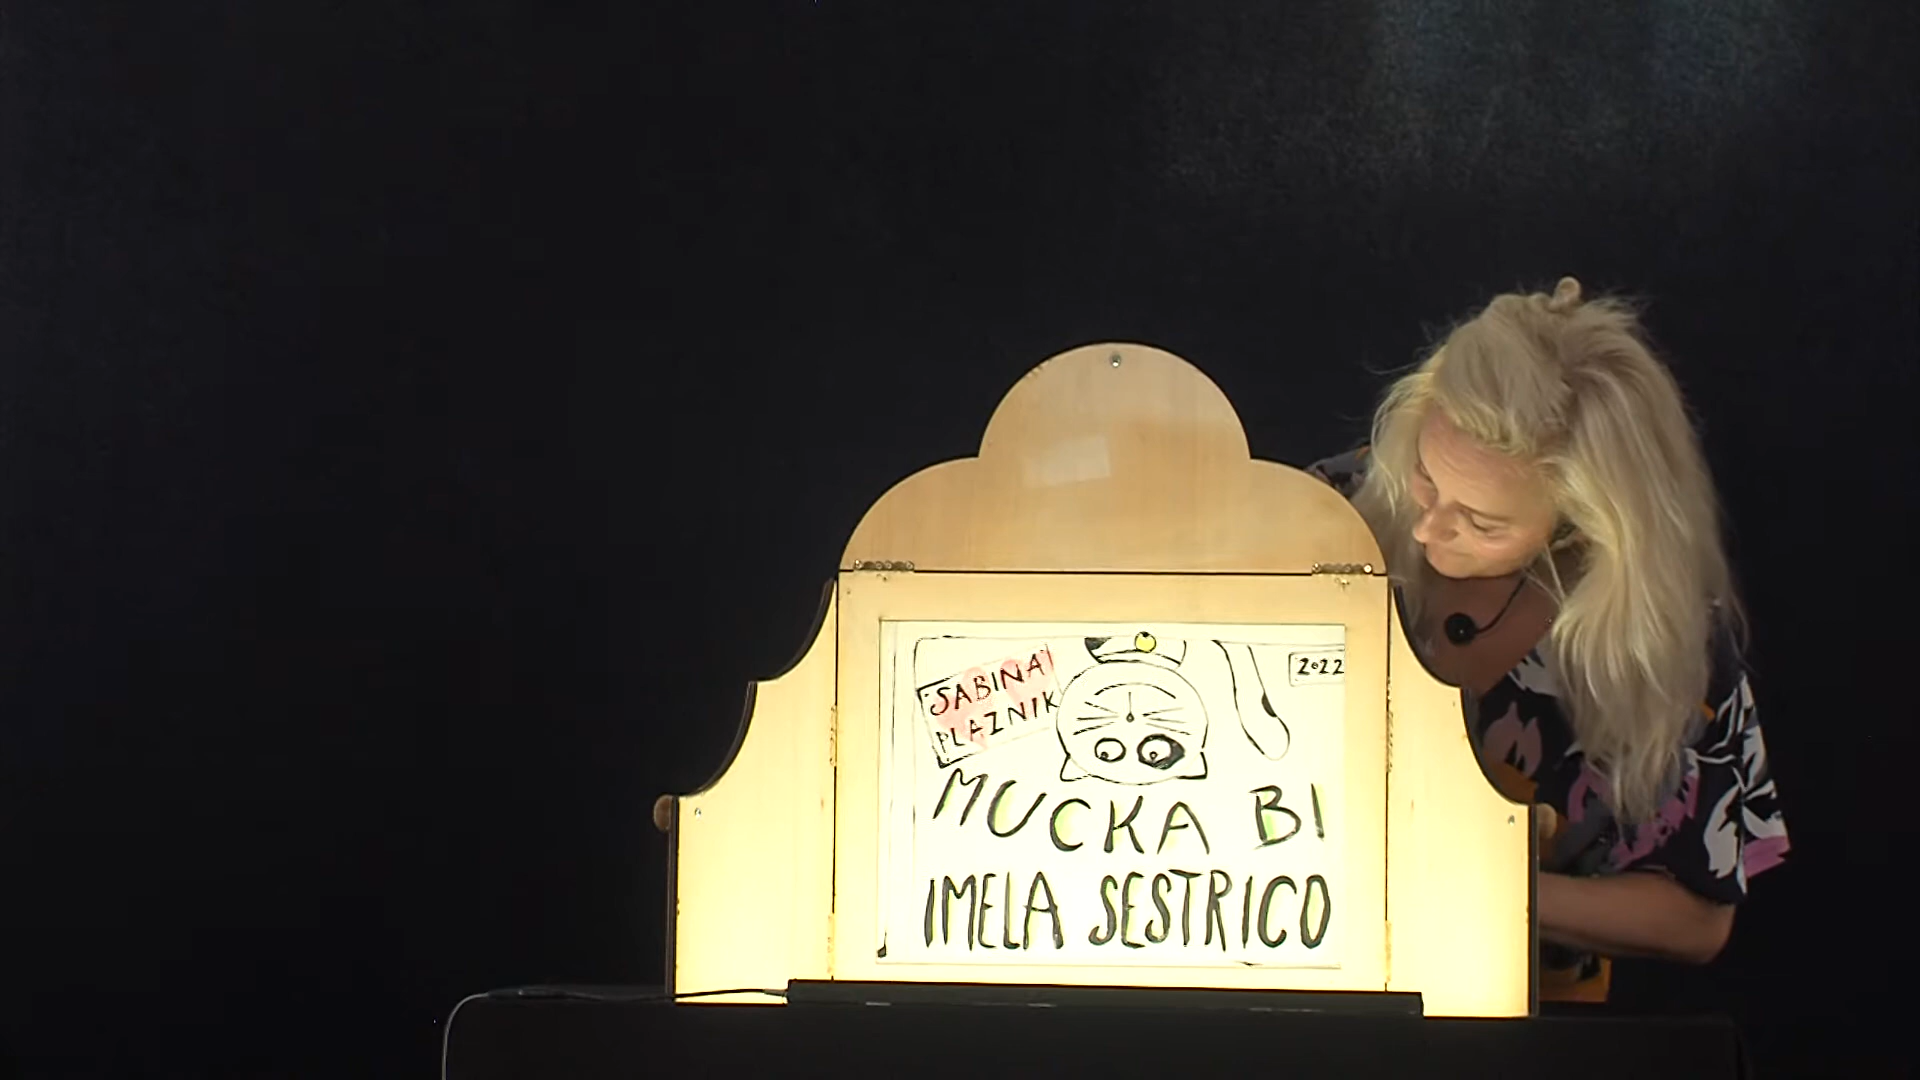 SABINA
PLAZNIK
2022
MUCKA BI
IMELA SESTRICO